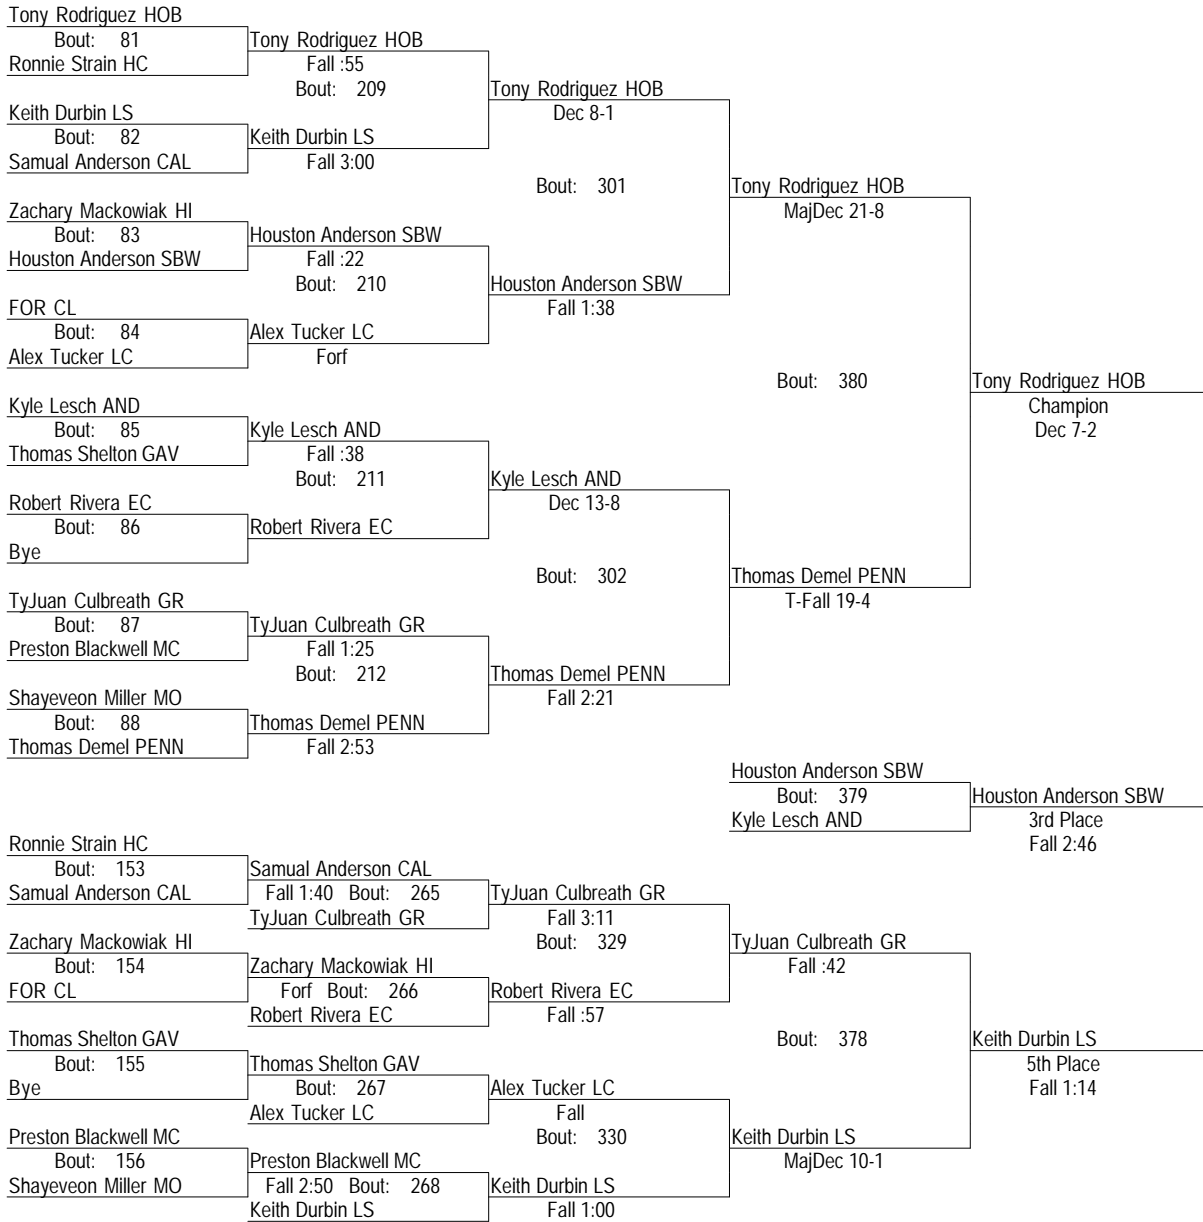 Tony Rodriguez HOB
Bout: 81
Tony Rodriguez HOB
Ronnie Strain HC
Fall :55
Bout: 209
Tony Rodriguez HOB
Keith Durbin LS
Dec 8-1
Bout: 82
Keith Durbin LS
Samual Anderson CAL
Fall 3:00
Bout: 301
Tony Rodriguez HOB
Zachary Mackowiak HI
MajDec 21-8
Bout: 83
Houston Anderson SBW
Houston Anderson SBW
Fall :22
Bout: 210
Houston Anderson SBW
FOR CL
Fall 1:38
Bout: 84
Alex Tucker LC
Alex Tucker LC
Forf
Bout: 380
Tony Rodriguez HOB
Kyle Lesch AND
Champion
Bout: 85
Kyle Lesch AND
Dec 7-2
Thomas Shelton GAV
Fall :38
Bout: 211
Kyle Lesch AND
Robert Rivera EC
Dec 13-8
Bout: 86
Robert Rivera EC
Bye
Bout: 302
Thomas Demel PENN
TyJuan Culbreath GR
T-Fall 19-4
Bout: 87
TyJuan Culbreath GR
Preston Blackwell MC
Fall 1:25
Bout: 212
Thomas Demel PENN
Shayeveon Miller MO
Fall 2:21
Bout: 88
Thomas Demel PENN
Thomas Demel PENN
Fall 2:53
Houston Anderson SBW
Bout: 379
Houston Anderson SBW
Kyle Lesch AND
3rd Place
Fall 2:46
Ronnie Strain HC
Bout: 153
Samual Anderson CAL
Samual Anderson CAL
Fall 1:40 Bout: 265
TyJuan Culbreath GR
TyJuan Culbreath GR
Fall 3:11
Zachary Mackowiak HI
Bout: 329
TyJuan Culbreath GR
Bout: 154
Zachary Mackowiak HI
Fall :42
FOR CL
Forf Bout: 266
Robert Rivera EC
Robert Rivera EC
Fall :57
Thomas Shelton GAV
Bout: 378
Keith Durbin LS
Bout: 155
Thomas Shelton GAV
5th Place
Bye
Bout: 267
Alex Tucker LC
Fall 1:14
Alex Tucker LC
Fall
Preston Blackwell MC
Bout: 330
Keith Durbin LS
Bout: 156
Preston Blackwell MC
MajDec 10-1
Shayeveon Miller MO
Fall 2:50 Bout: 268
Keith Durbin LS
Keith Durbin LS
Fall 1:00